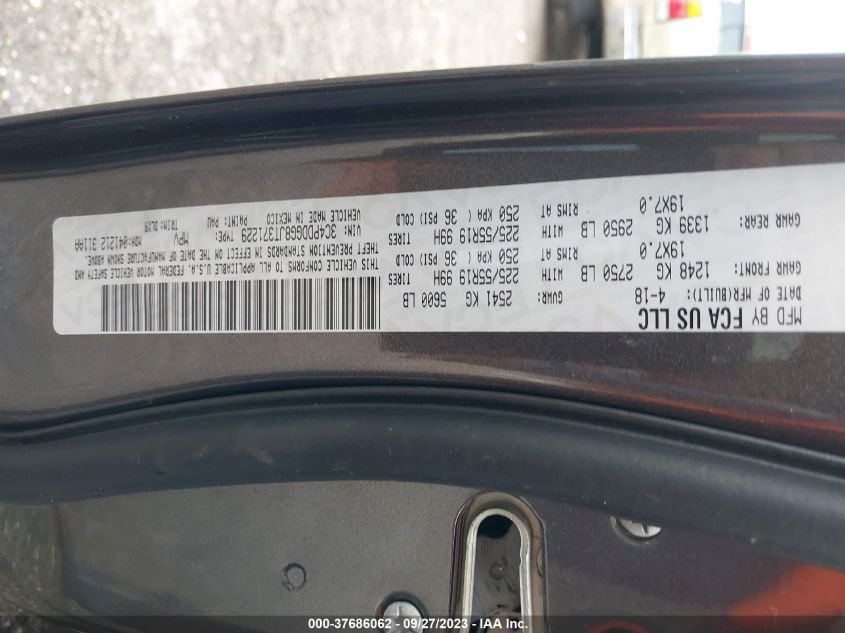 MFD BY FCA US LLC
DATE OF MFR(BUILT): 4-18
GVWR: 2541 KG 5600 LB
GAWR FRONT: 1248 KG 2750 LB WITH 225/55R19 99H TIRES
19X7.0 RIMS AT 250 KPA ( 36 PSI) COLD
GAWR REAR: 1339 KG 2950 LB WITH 225/55R19 99H TIRES
19X7.0 RIMS AT 250 KPA ( 36 PSI) COLD
THIS VEHICLE CONFORMS TO ALL APPLICABLE U.S.A. FEDERAL MOTOR VEHICLE SAFETY AND
THEFT PREVENTION STANDARDS IN EFFECT ON THE DATE OF MANUFACTURE SHOWN ABOVE.
VIN: 3C4PDDGG8JT371229 TYPE: MPV MDH: 041212 311AA
VEHICLE MADE IN MEXICO PAINT: PAU TRIM: DLX9
000-37686062 - 09/27/2023 - IAA Inc.